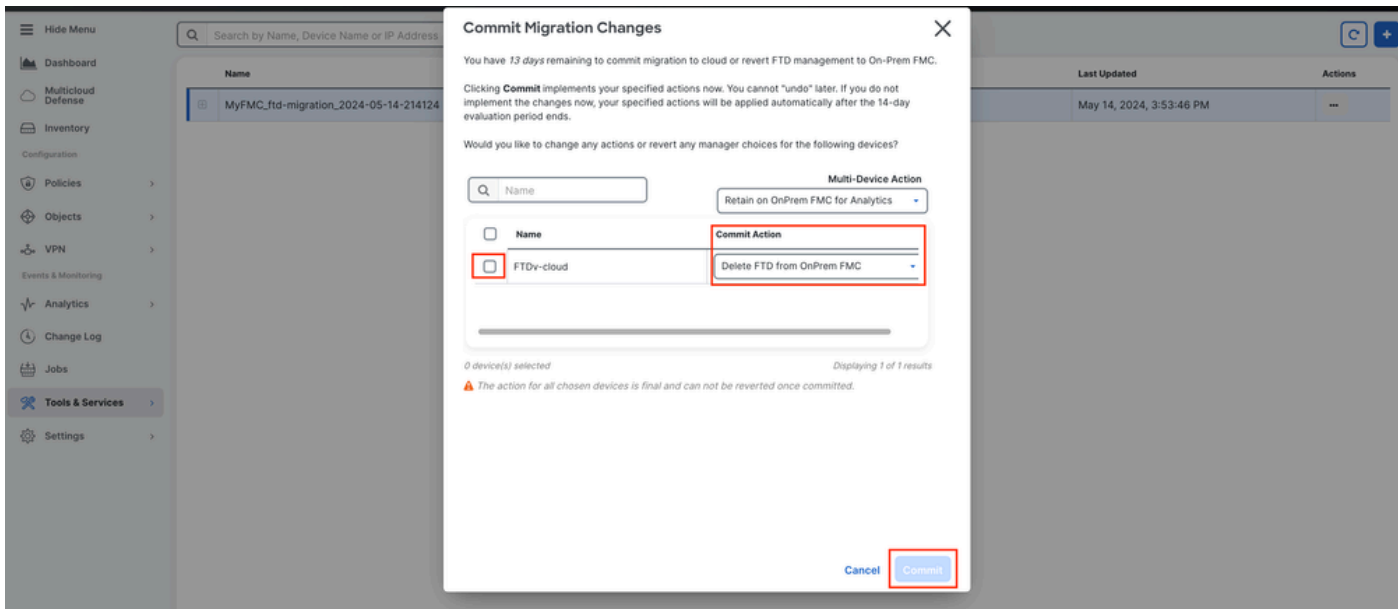 Hide Menu
Dashboard
Multicloud
Defense
Inventory
Configuration
Policies
Objects
VPN
Events & Monitoring
Analytics
Change Log
Jobs
Tools & Services
Settings
Search by Name, Device Name or IP Address
Name
Last Updated
Actions
MyFMC_ftd-migration_2024-05-14-214124
May 14, 2024, 3:53:46 PM
Commit Migration Changes
You have 13 days remaining to commit migration to cloud or revert FTD management to On-Prem FMC.
Clicking Commit implements your specified actions now. You cannot "undo" later. If you do not
implement the changes now, your specified actions will be applied automatically after the 14-day
evaluation period ends.
Would you like to change any actions or revert any manager choices for the following devices?
Multi-Device Action
Name
Retain on OnPrem FMC for Analytics
Name
Commit Action
FTDv-cloud
Delete FTD from OnPrem FMC
0 device(s) selected
Displaying 1 of 1 results
The action for all chosen devices is final and can not be reverted once committed.
Cancel
Commit